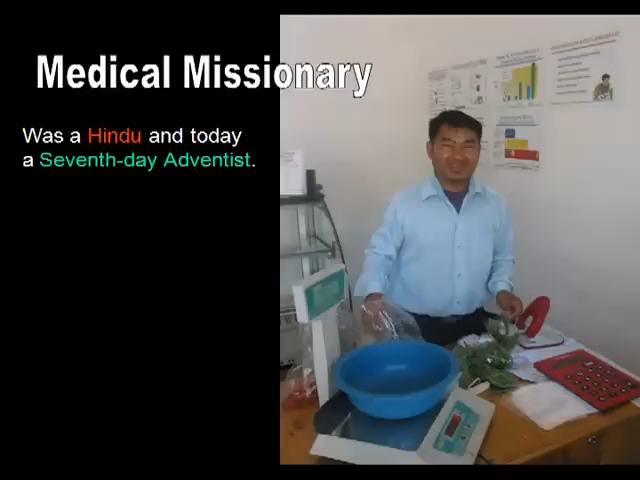 Medical Missionary
Was a Hindu and today
a Seventh-day Adventist.